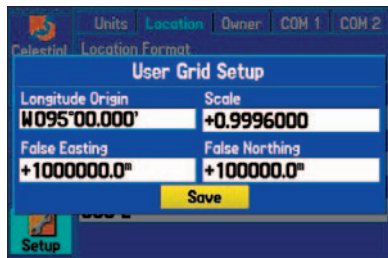 Units Location Owner COM 1 COM 2
Celestial Location Format
User Grid Setup
Longitude Origin Scale
W095°00.000' +0.9996000
False Easting False Northing
+1000000.0ᵐ +100000.0ᵐ
Save
Setup